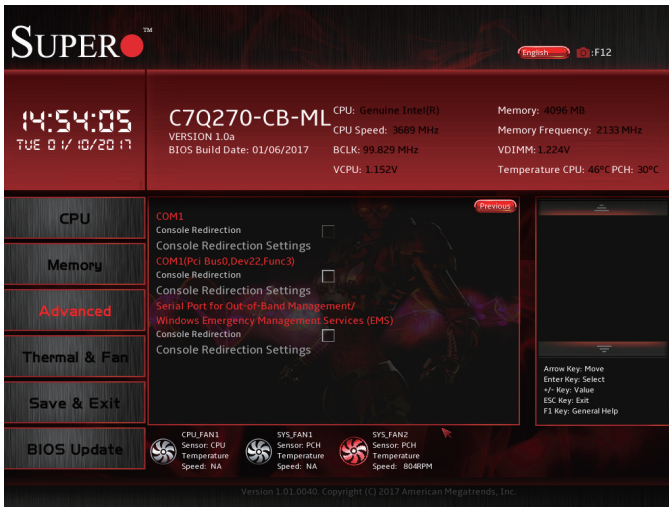 SUPER TM
English :F12
14:54:05
TUE 01/10/2017
C7Q270-CB-ML
VERSION 1.0a
BIOS Build Date: 01/06/2017
CPU: Genuine Intel(R)
CPU Speed: 3689 MHz
BCLK: 99.829 MHz
VCPU: 1.152V
Memory: 4096 MB
Memory Frequency: 2133 MHz
VDIMM: 1.224V
Temperature CPU: 46°C PCH: 30°C
CPU
Memory
Advanced
Thermal & Fan
Save & Exit
BIOS Update
Previous
COM1
Console Redirection
Console Redirection Settings
COM1(Pci Bus0,Dev22,Func3)
Console Redirection
Console Redirection Settings
Serial Port for Out-of-Band Management/
Windows Emergency Management Services (EMS)
Console Redirection
Console Redirection Settings
Arrow Key: Move
Enter Key: Select
+/- Key: Value
ESC Key: Exit
F1 Key: General Help
CPU_FAN1
Sensor: CPU
Temperature
Speed: NA
SYS_FAN1
Sensor: PCH
Temperature
Speed: NA
SYS_FAN2
Sensor: PCH
Temperature
Speed: 804RPM
Version 1.01.0040. Copyright (C) 2017 American Megatrends, Inc.